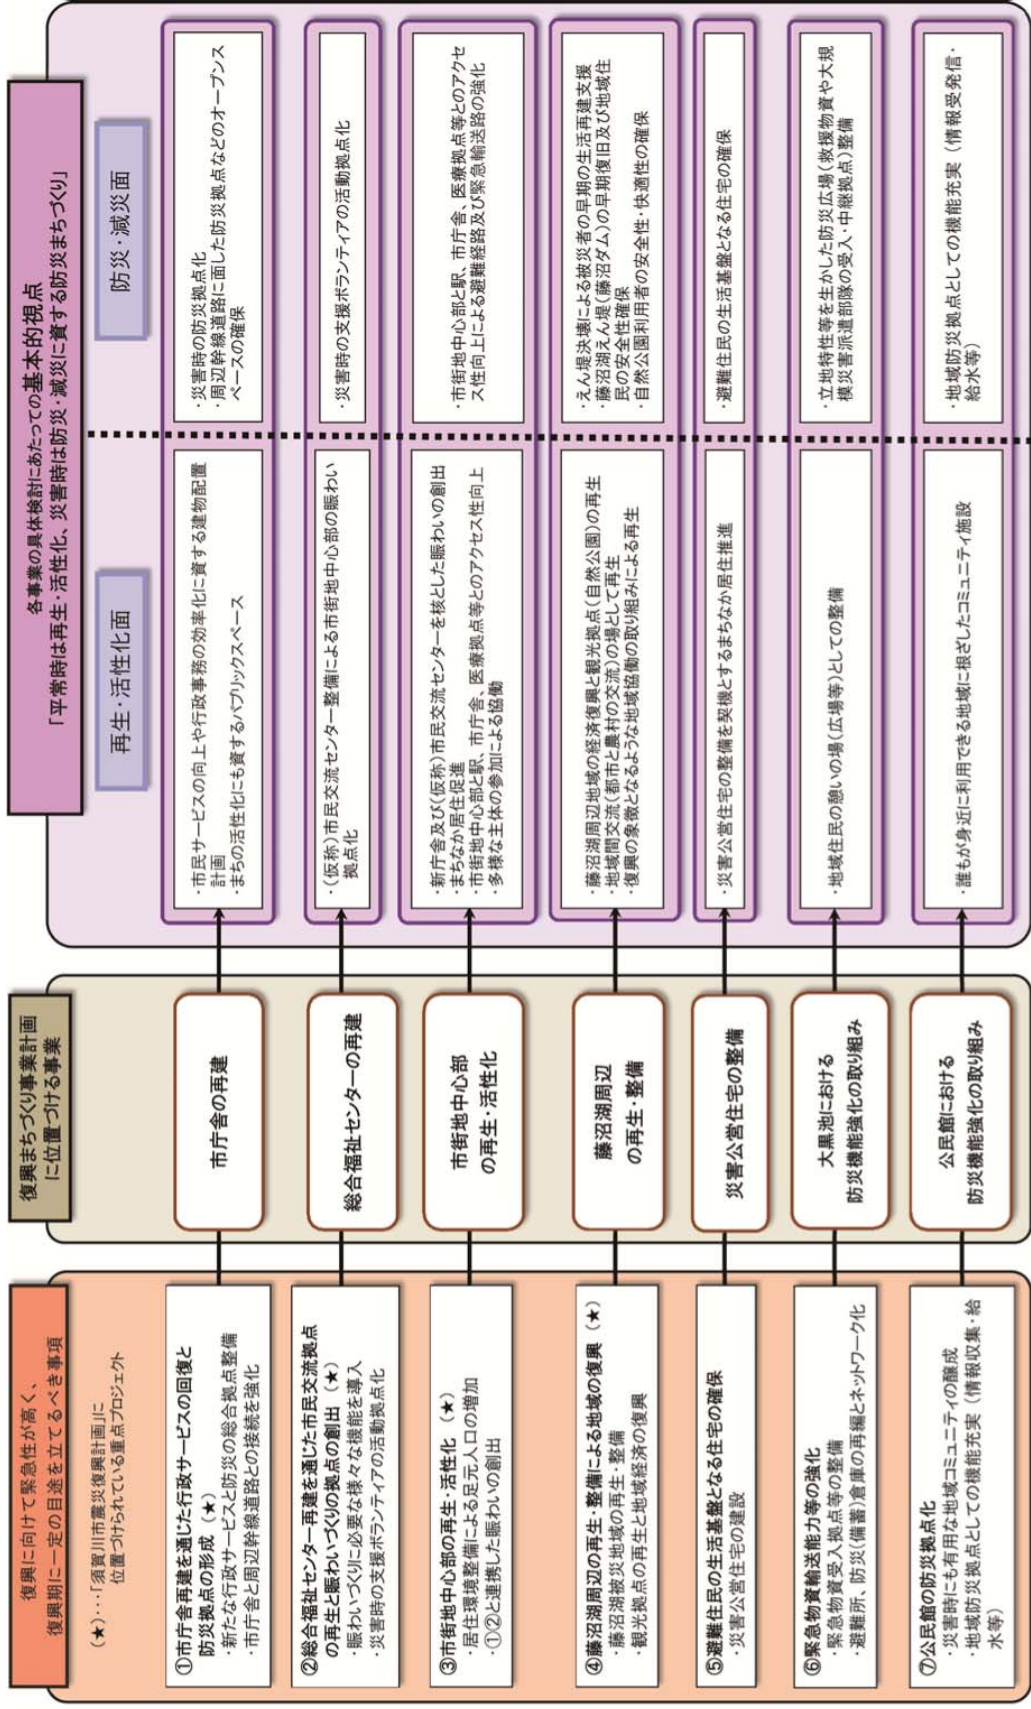 復興に向けて緊急性が高く、
復興期に一定の目途を立てるべき事項
(★)・・・「須賀川市震災復興計画」に
位置づけられている重点プロジェクト
①市庁舎再建を通じた行政サービスの回復と
防災拠点の形成 (★)
・新たな行政サービスと防災の総合拠点整備
・市庁舎と周辺幹線道路との接続を強化
②総合福祉センター再建を通じた市民交流拠点
の再生と賑わいづくりの拠点の創出 (★)
・賑わいづくりに必要な様々な機能を導入
・災害時の支援ボランティアの活動拠点化
③市街地中心部の再生・活性化 (★)
・居住環境整備による足元人口の増加
・①②と連携した賑わいの創出
④藤沼湖周辺の再生・整備による地域の復興 (★)
・藤沼湖被災地域の再生・整備
・観光拠点の再生と地域経済の復興
⑤避難住民の生活基盤となる住宅の確保
・災害公営住宅の建設
⑥緊急物資輸送能力等の強化
・緊急物資受入拠点等の整備
・避難所、防災(備蓄)倉庫の再編とネットワーク化
⑦公民館の防災拠点化
・災害時にも有用な地域コミュニティの醸成
・地域防災拠点としての機能充実（情報収集・給
水等）
復興まちづくり事業計画
に位置づける事業
市庁舎の再建
総合福祉センターの再建
市街地中心部
の再生・活性化
藤沼湖周辺
の再生・整備
災害公営住宅の整備
大黒池における
防災機能強化の取り組み
公民館における
防災機能強化の取り組み
各事業の具体検討にあたっての基本的視点
「平常時は再生・活性化、災害時は防災・減災に資する防災まちづくり」
再生・活性化面
防災・減災面
・市民サービスの向上や行政事務の効率化に資する建物配置
計画
・まちの活性化にも資するパブリックスペース
・災害時の防災拠点化
・周辺幹線道路に面した防災拠点などのオープンス
ペースの確保
・(仮称)市民交流センター整備による市街地中心部の賑わい
拠点化
・災害時の支援ボランティアの活動拠点化
・新庁舎及び(仮称)市民交流センターを核とした賑わいの創出
・まちなか居住促進
・市街地中心部と駅、市庁舎、医療拠点等とのアクセス性向上
・多様な主体の参加による協働
・市街地中心部と駅、市庁舎、医療拠点等とのアクセ
ス性向上による避難経路及び緊急輸送路の強化
・藤沼湖周辺地域の経済復興と観光拠点(自然公園)の再生
・地域間交流(都市と農村の交流)の場として再生
・復興の象徴となるような地域協働の取り組みによる再生
・えん堤決壊による被災者の早期の生活再建支援
・藤沼湖えん堤(藤沼ダム)の早期復旧及び地域住
民の安全性確保
・自然公園利用者の安全性・快適性の確保
・災害公営住宅の整備を契機とするまちなか居住推進
・避難住民の生活基盤となる住宅の確保
・地域住民の憩いの場(広場等)としての整備
・立地特性等を生かした防災広場(救援物資や大規
模災害派遣部隊の受入・中継拠点)整備
・誰もが身近に利用できる地域に根ざしたコミュニティ施設
・地域防災拠点としての機能充実（情報受発信・
給水等）